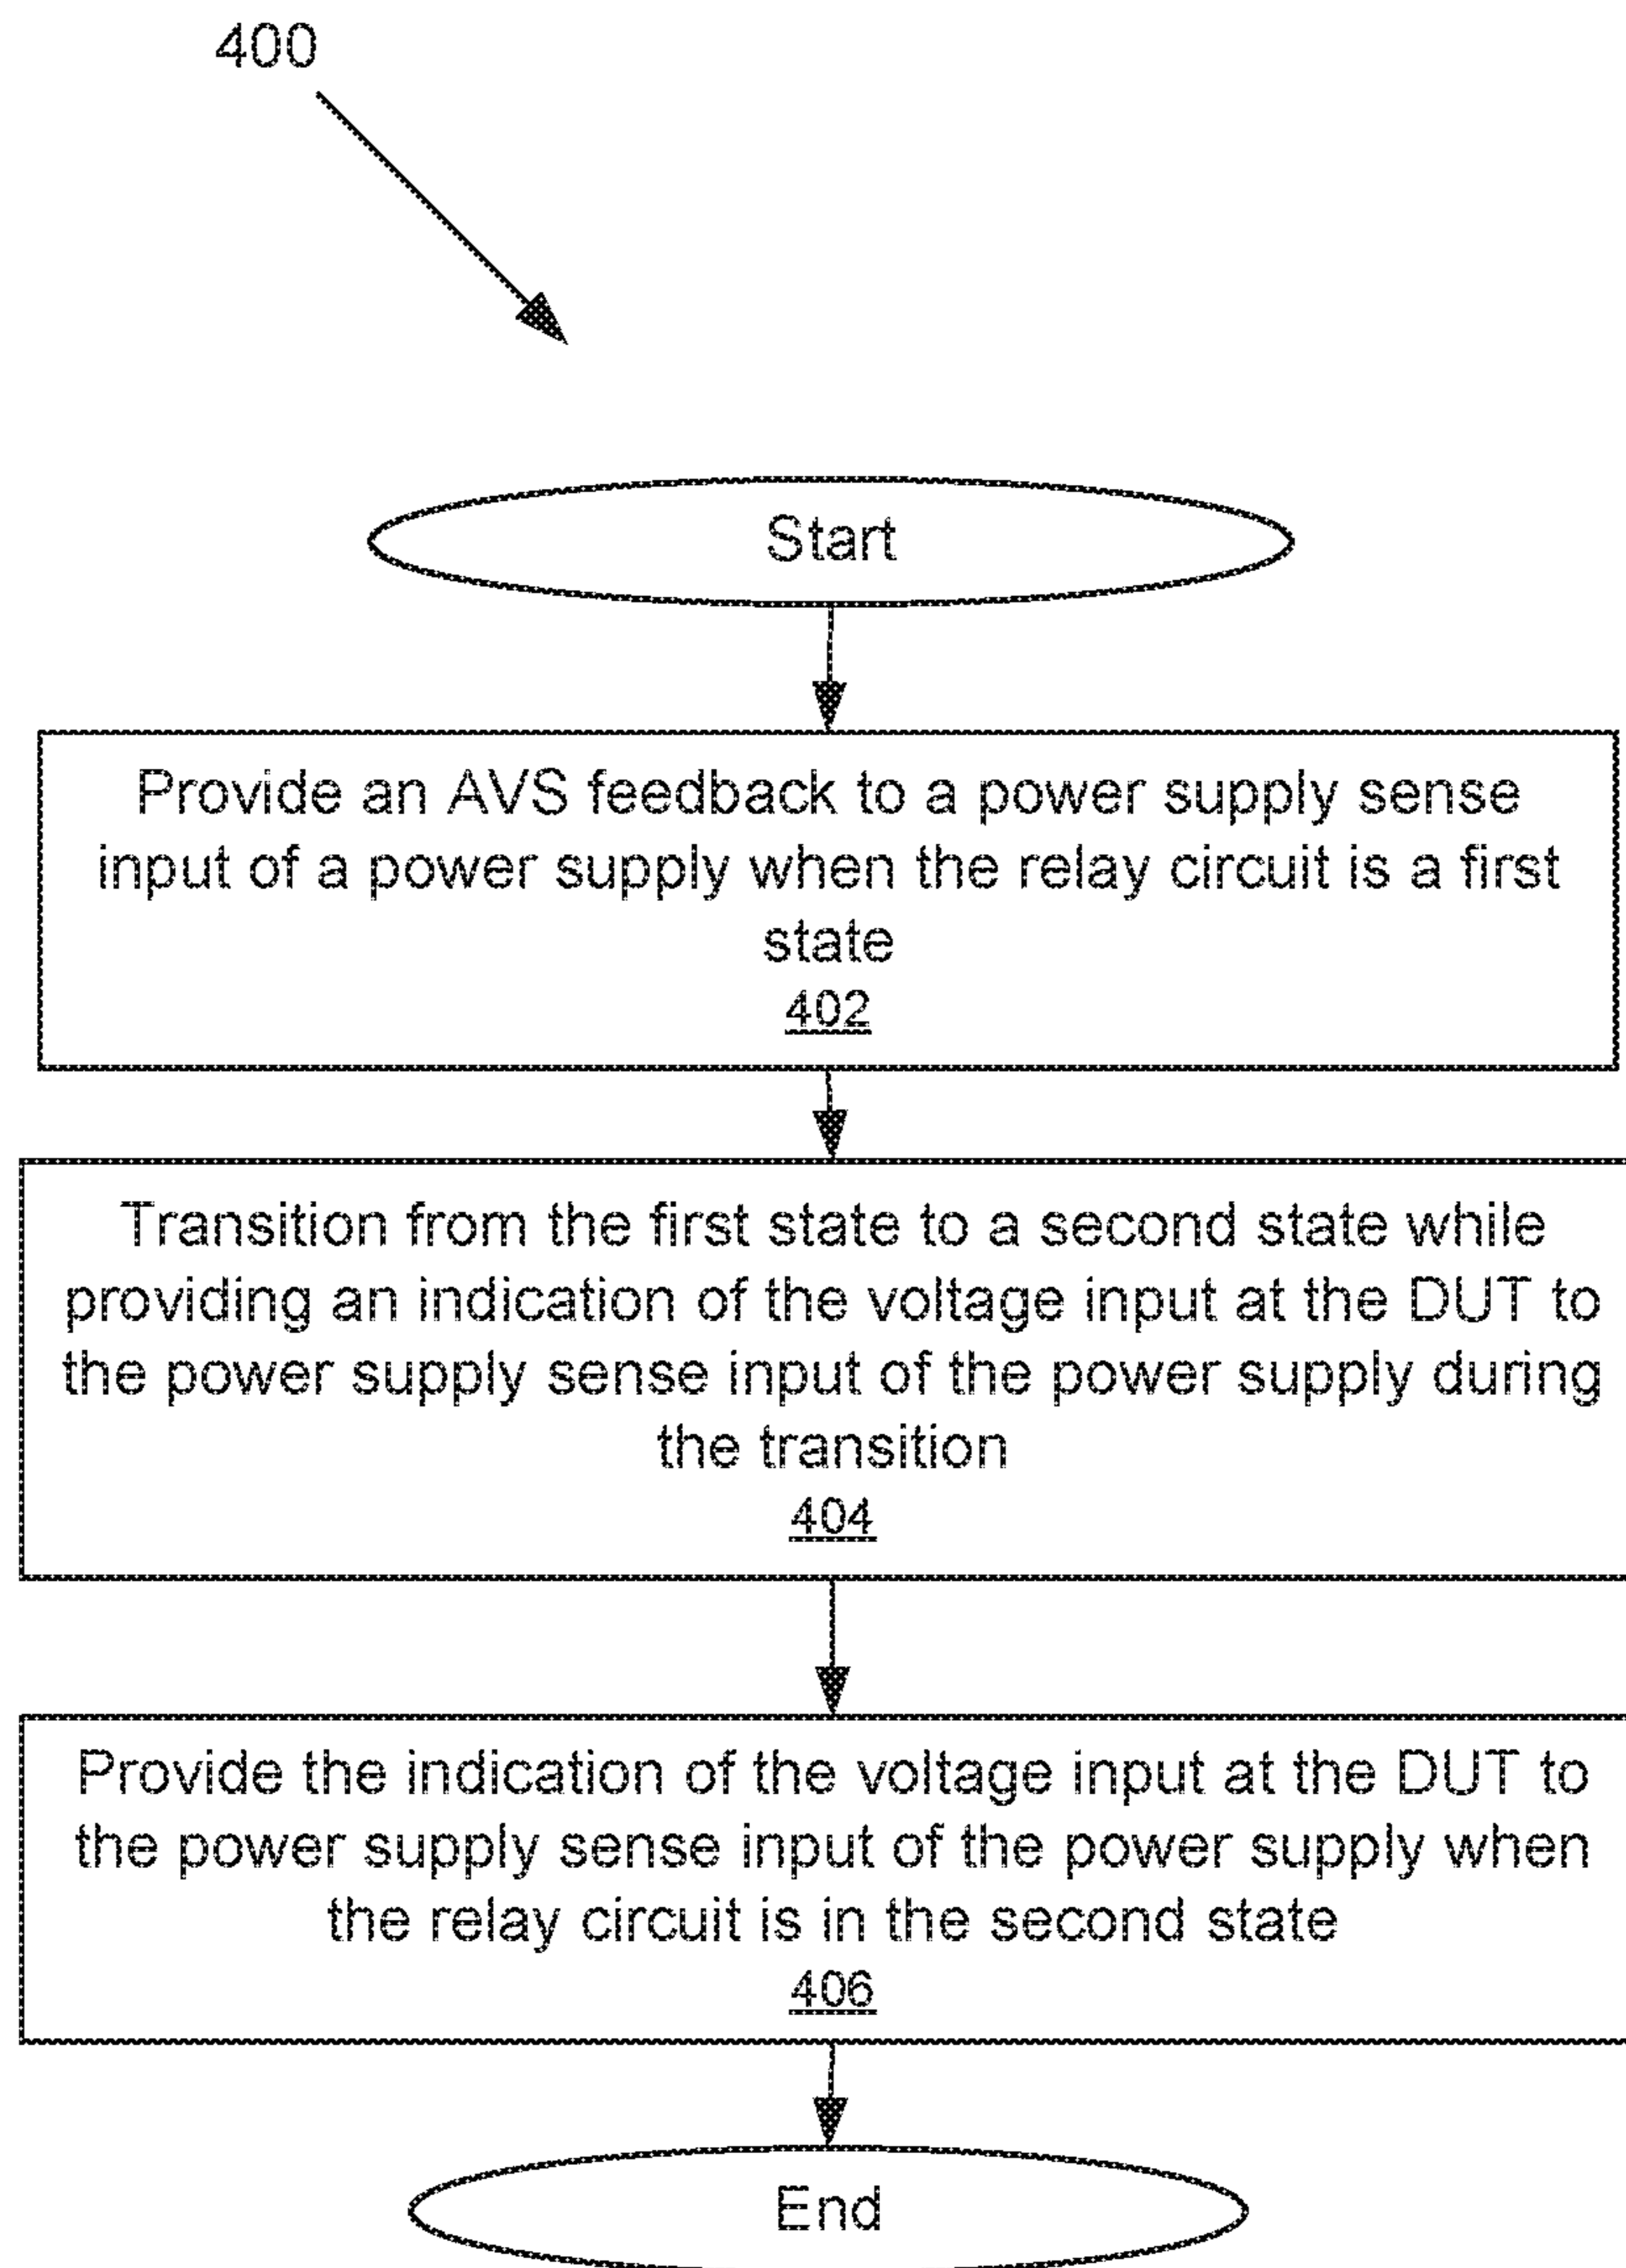 400
Start
Provide an AVS feedback to a power supply sense
input of a power supply when the relay circuit is a first
state
402
Transition from the first state to a second state while
providing an indication of the voltage input at the DUT to
the power supply sense input of the power supply during
the transition
404
Provide the indication of the voltage input at the DUT to
the power supply sense input of the power supply when
the relay circuit is in the second state
406
End